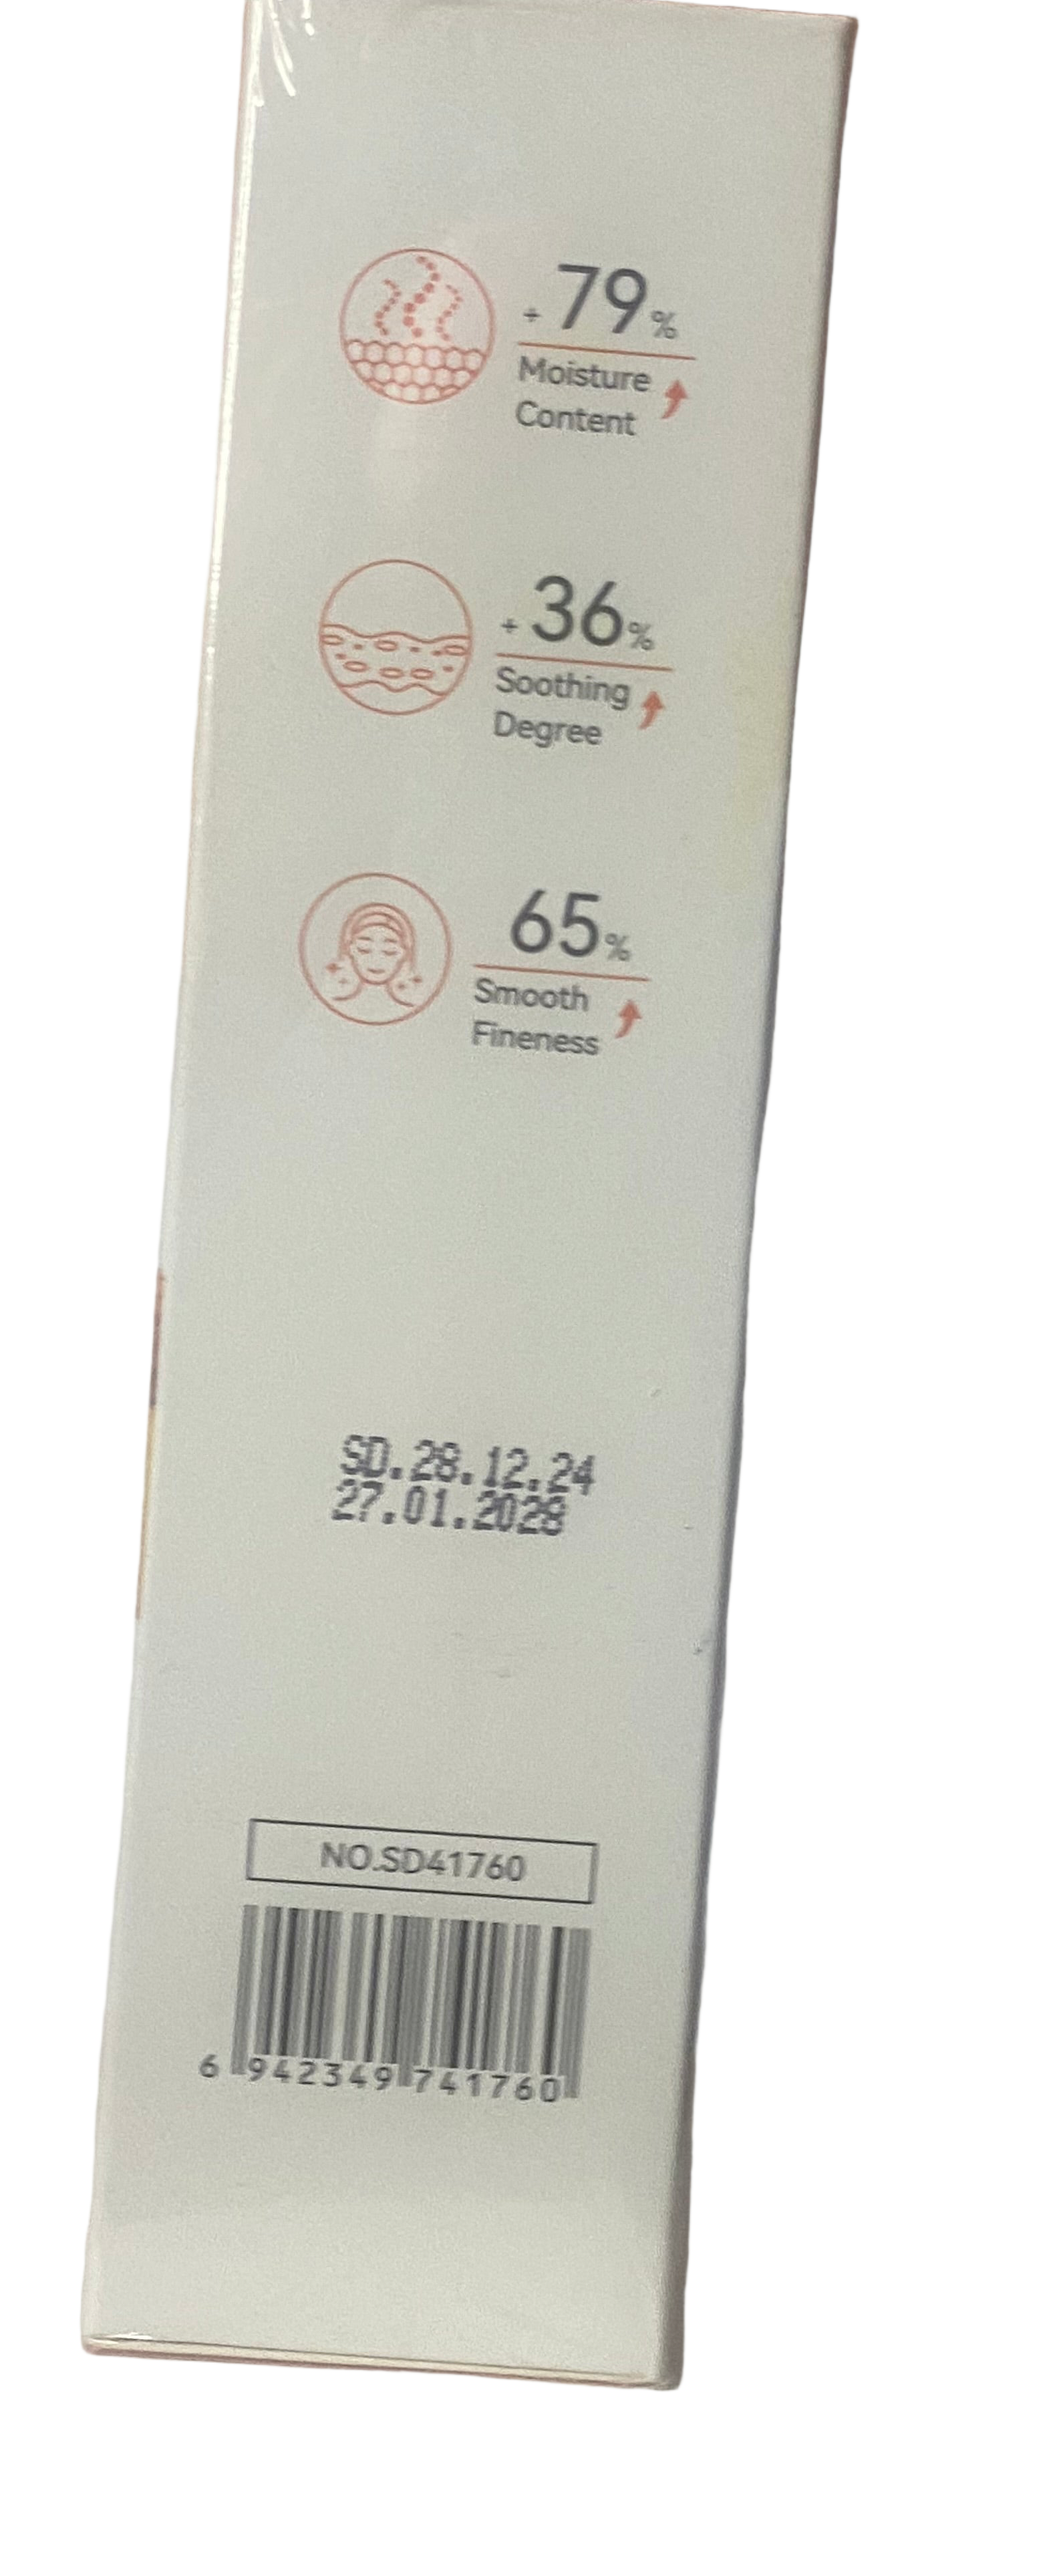 +79%
Moisture
Content
+36%
Soothing
Degree
65%
Smooth
Fineness
SD.28.12.24
27.01.2028
NO.SD41760
6 942349 741760